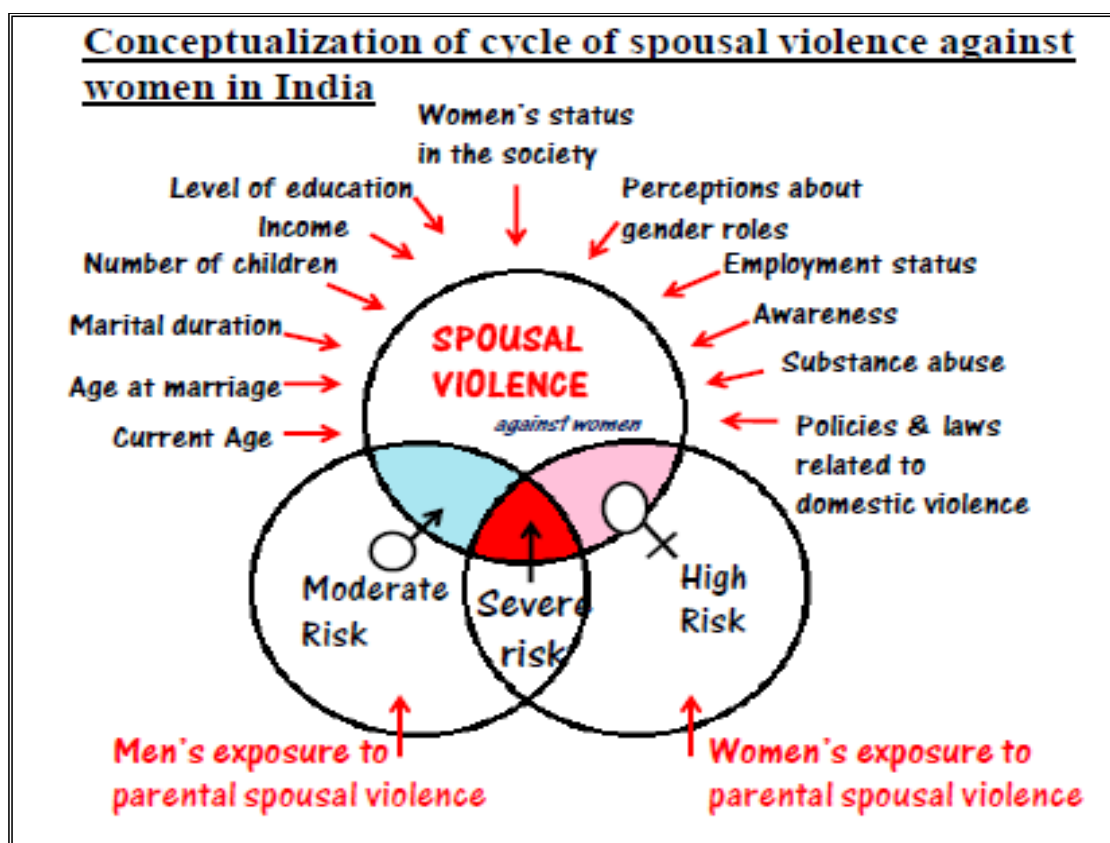 Conceptualization of cycle of spousal violence against
women in India
Women's status
in the society
Level of education
Perceptions about
gender roles
Income
Number of children
Employment status
Marital duration
Awareness
SPOUSAL
VIOLENCE
Substance abuse
Age at marriage
against women
Current Age
Policies & laws
related to
domestic violence
Moderate
Risk
Severe
risk
High
Risk
Men's exposure to
parental spousal violence
Women's exposure to
parental spousal violence